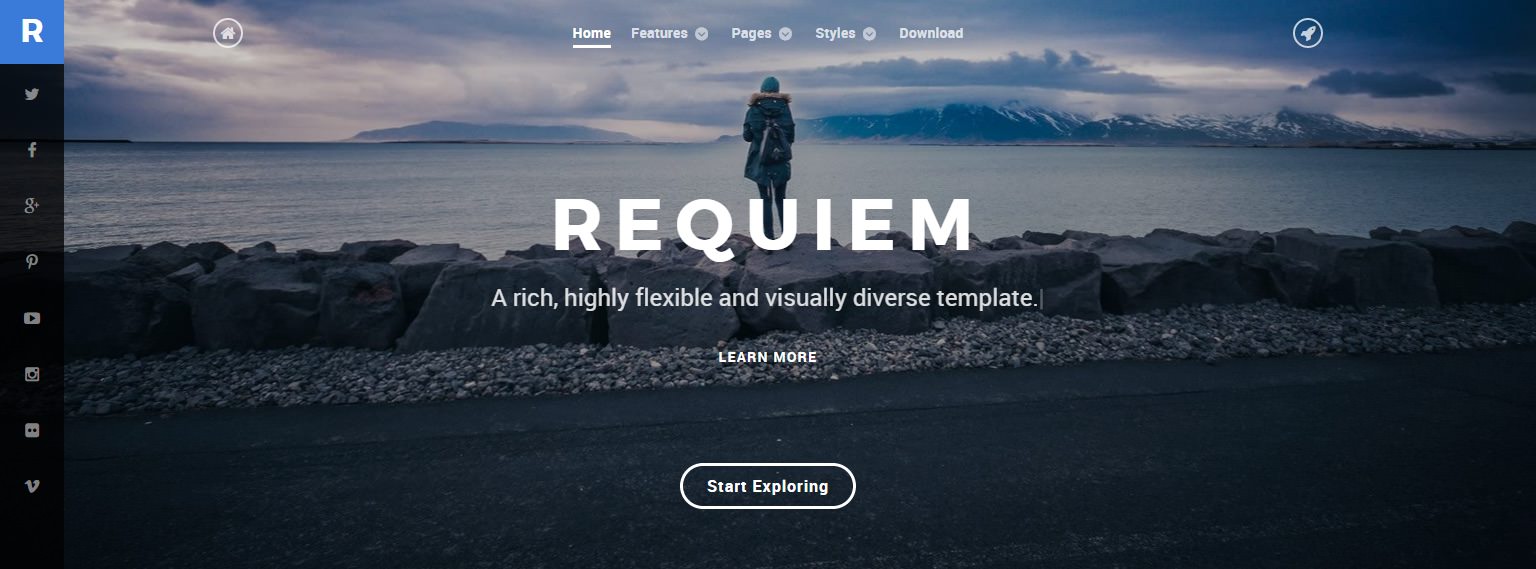 R
Home Features Pages Styles Download
REQUIEM
A rich, highly flexible and visually diverse template.
LEARN MORE
Start Exploring